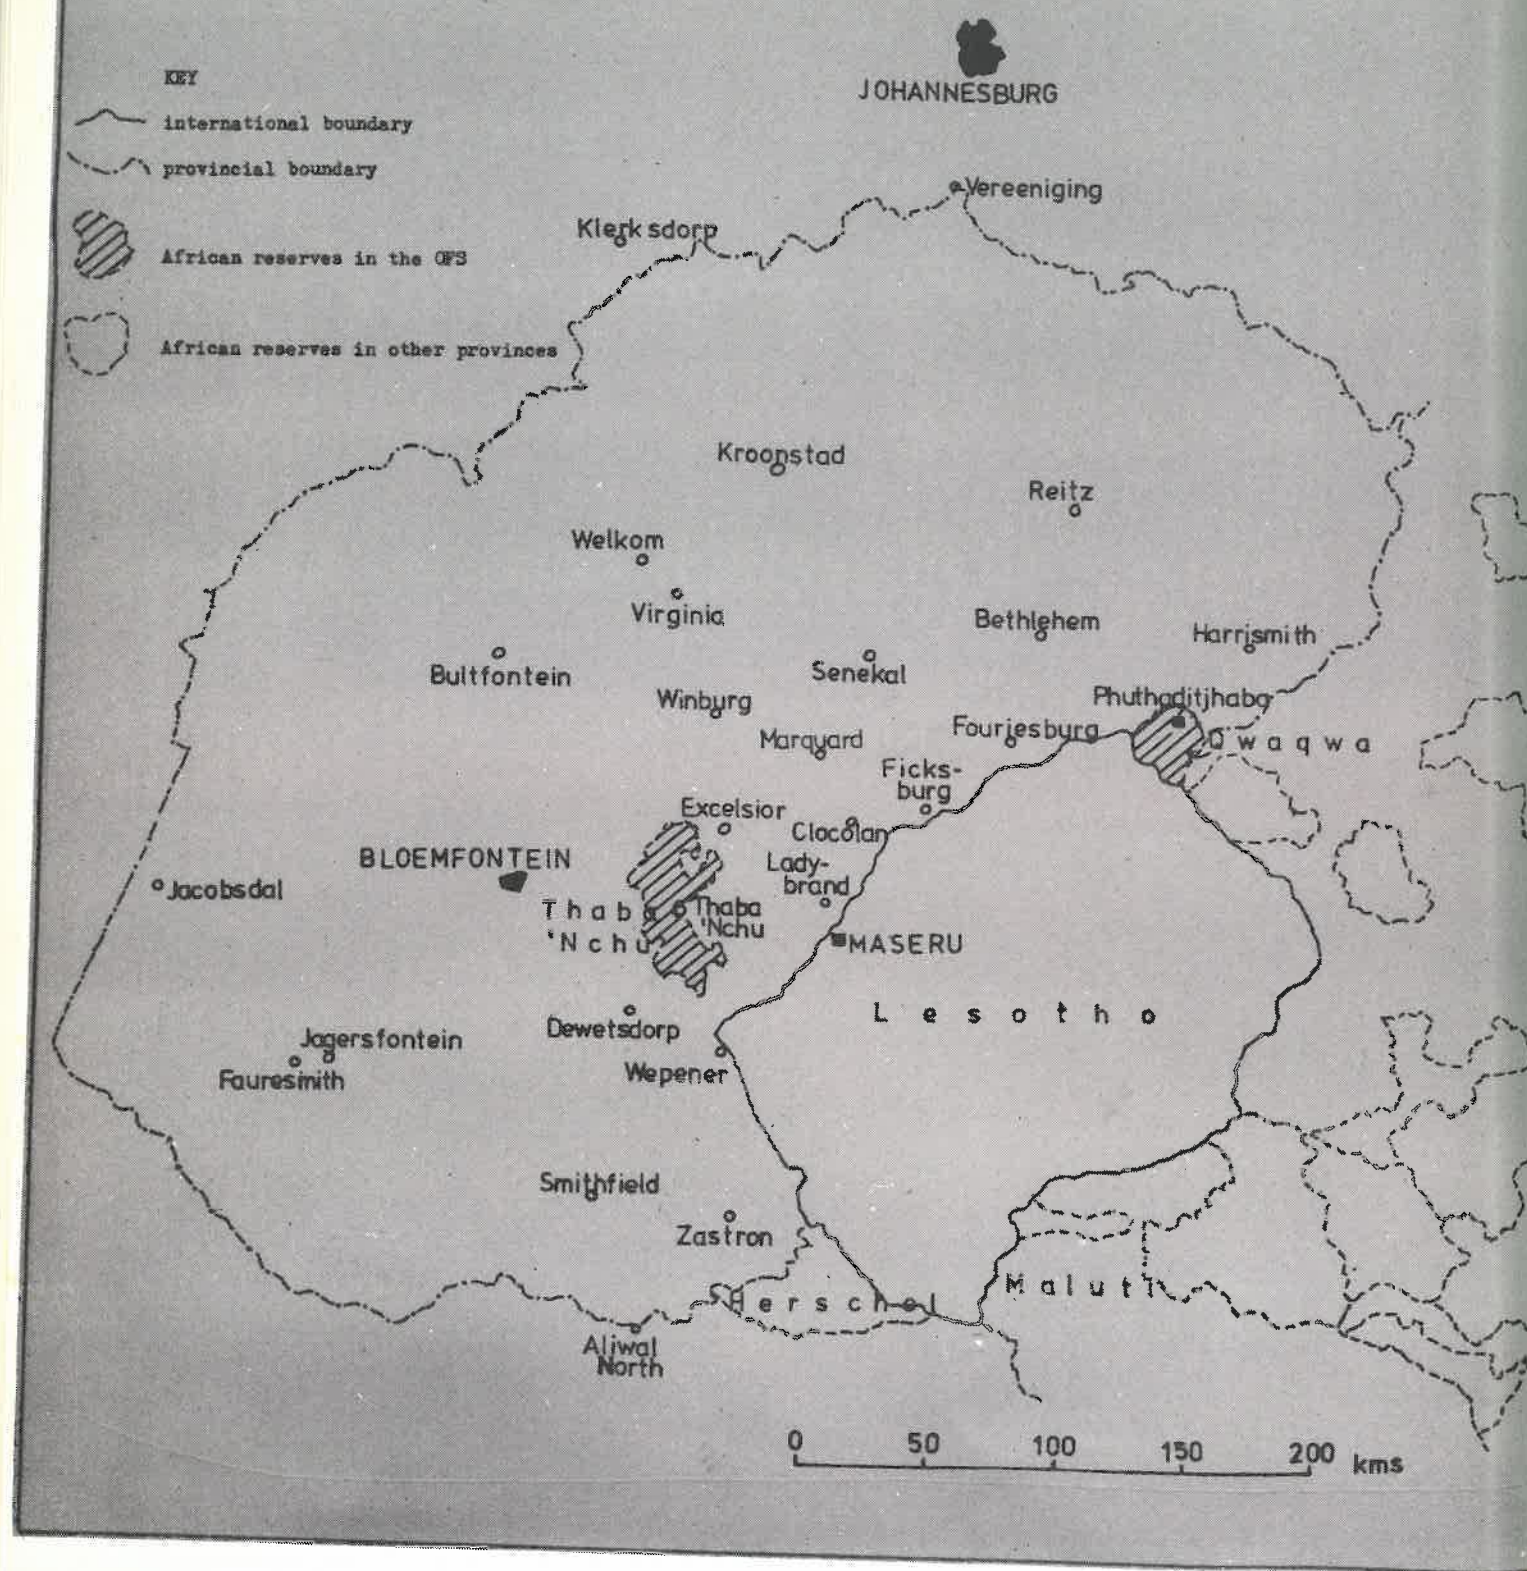 KEY
international boundary
provincial boundary
African reserves in the OFS
African reserves in other provinces
JOHANNESBURG
Vereeniging
Klerksdorp
Kroonstad
Reitz
Welkom
Virginia
Bethlehem
Harrismith
Bultfontein
Senekal
Winburg
Phuthaditjhaba
Marquard
Fouriesburg
Qwaqwa
Ficks-
burg
Excelsior
Clocolan
BLOEMFONTEIN
Lady-
brand
Jacobsdal
Thaba
'Nchu
Thaba
'Nchu
MASERU
Lesotho
Dewetsdorp
Jagersfontein
Fauresmith
Wepener
Smithfield
Zastron
Maluti
Herschel
Aliwal
North
0 50 100 150 200 kms